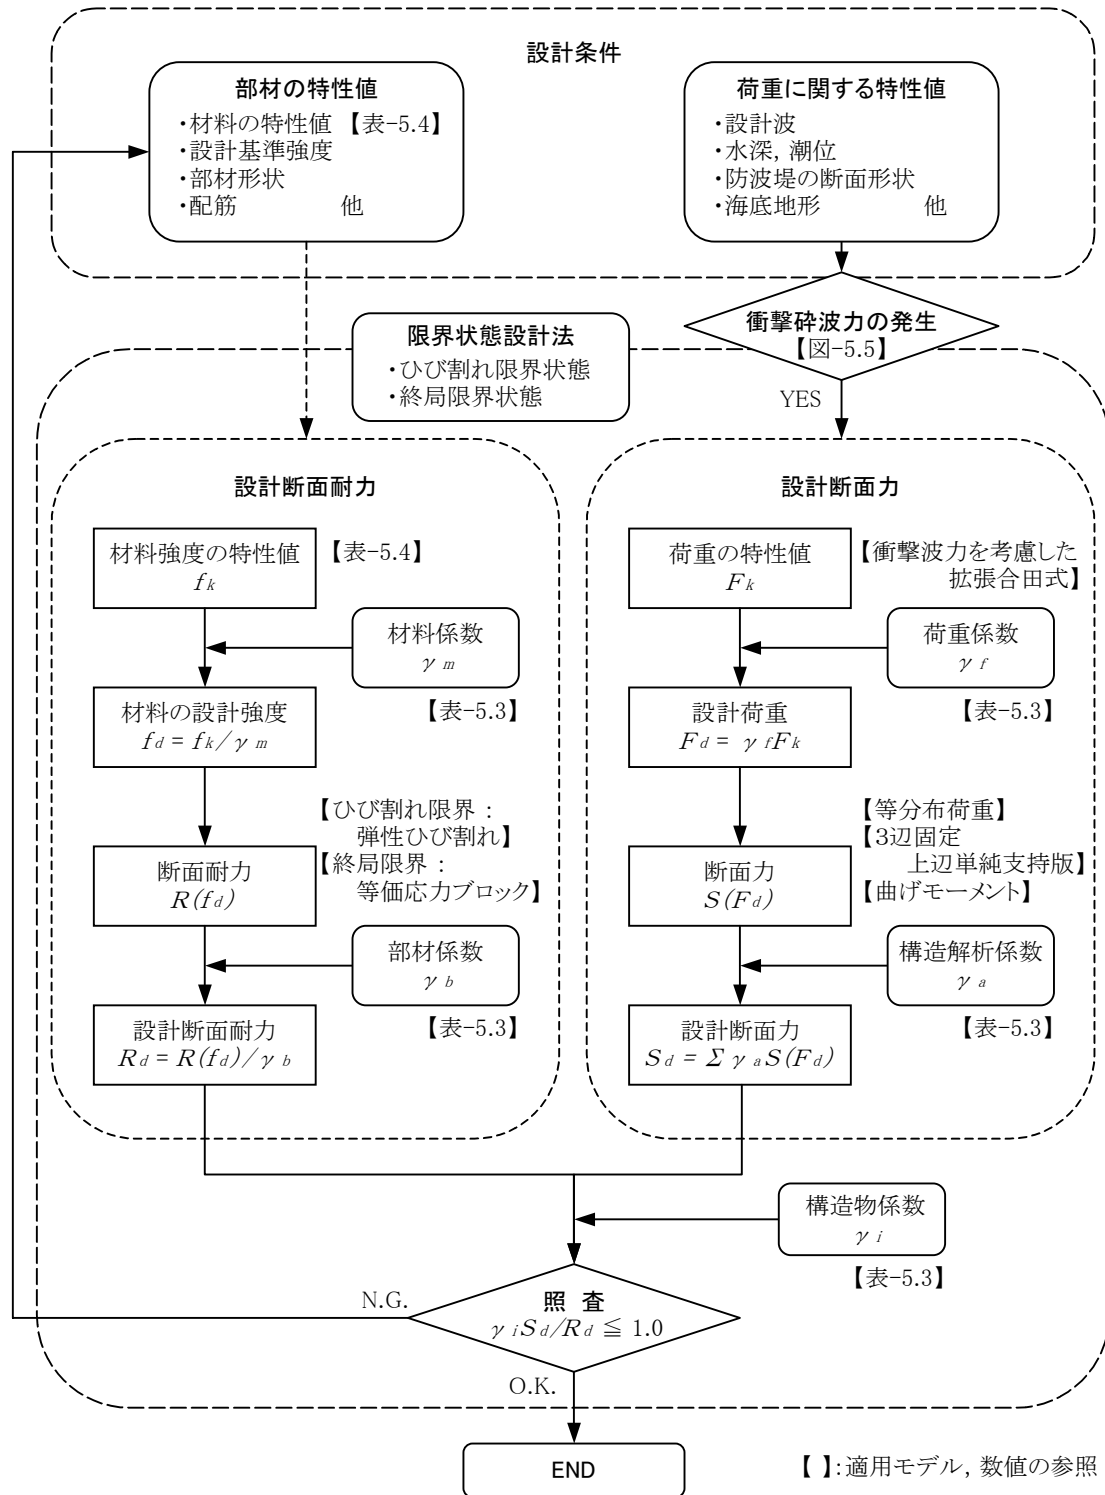 設計条件
部材の特性値
・材料の特性値 【表-5.4】
・設計基準強度
・部材形状
・配筋 他
荷重に関する特性値
・設計波
・水深, 潮位
・防波堤の断面形状
・海底地形 他
衝撃砕波力の発生
【図-5.5】
YES
限界状態設計法
・ひび割れ限界状態
・終局限界状態
設計断面耐力
材料強度の特性値
fk
【表-5.4】
材料係数
γm
【表-5.3】
材料の設計強度
fd = fk/γm
【ひび割れ限界：
弾性ひび割れ】
【終局限界：
等価応力ブロック】
断面耐力
R(fd)
部材係数
γb
【表-5.3】
設計断面耐力
Rd = R(fd)/γb
設計断面力
荷重の特性値
Fk
【衝撃波力を考慮した
拡張合田式】
荷重係数
γf
【表-5.3】
設計荷重
Fd = γfFk
【等分布荷重】
【3辺固定
上辺単純支持版】
【曲げモーメント】
断面力
S(Fd)
構造解析係数
γa
【表-5.3】
設計断面力
Sd = Σγa S(Fd)
構造物係数
γi
【表-5.3】
照 査
γiSd/Rd ≦ 1.0
N.G.
O.K.
END
【 】:適用モデル, 数値の参照